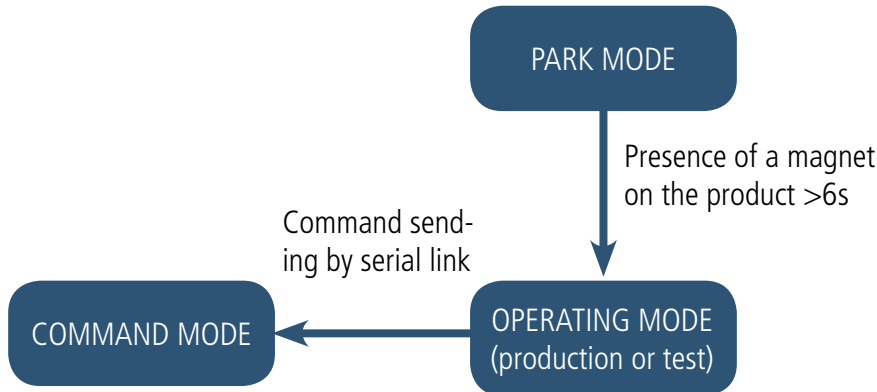 PARK MODE
Presence of a magnet
on the product >6s
Command send-
ing by serial link
COMMAND MODE
OPERATING MODE
(production or test)